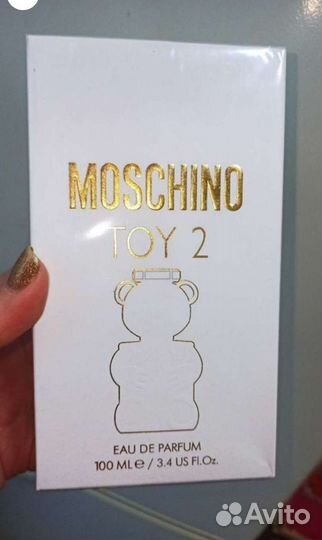 MOSCHINO
TOY 2
EAU DE PARFUM
100 ML℮ / 3.4 US Fl.Oz.
Avito